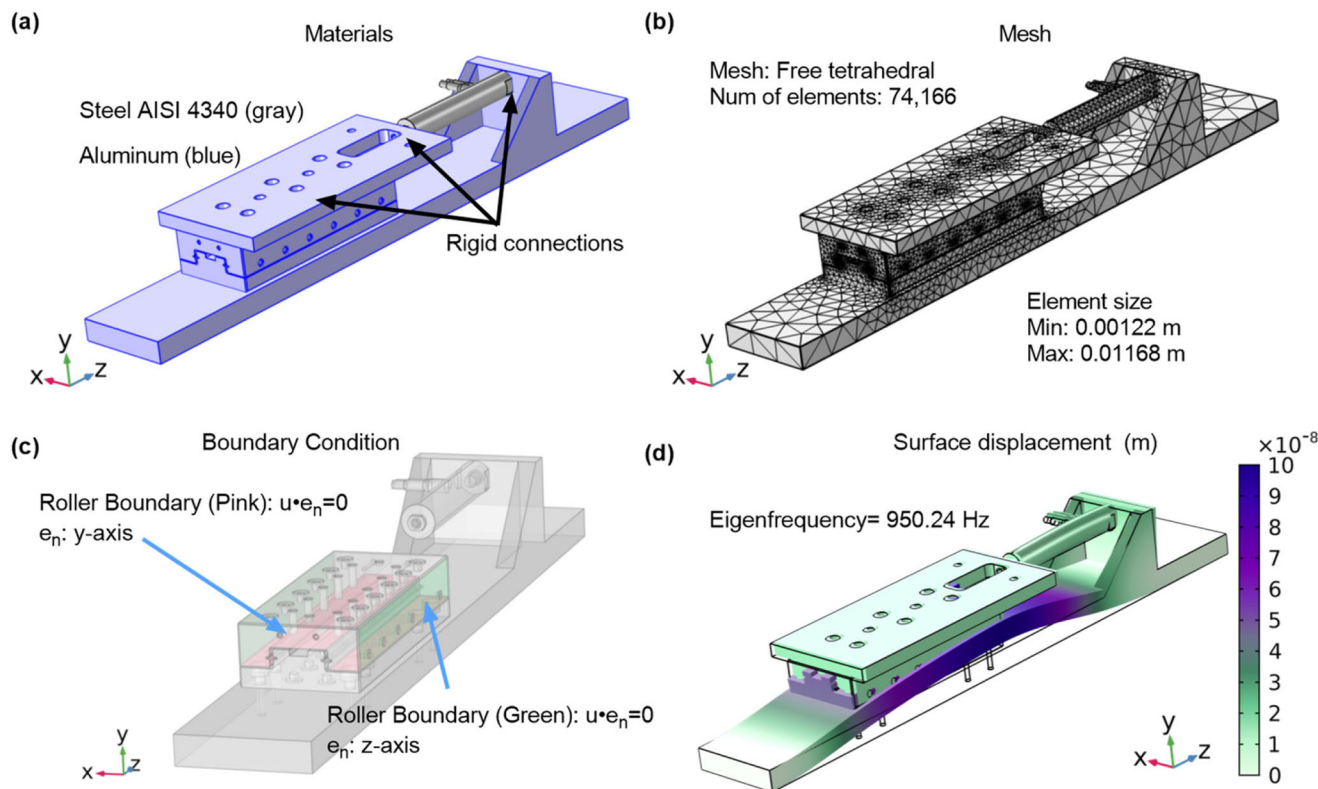 (a)
Materials
Steel AISI 4340 (gray)
Aluminum (blue)
Rigid connections
y
x
z
(b)
Mesh
Mesh: Free tetrahedral
Num of elements: 74,166
Element size
Min: 0.00122 m
Max: 0.01168 m
y
x
z
(c)
Boundary Condition
Roller Boundary (Pink): u•eₙ=0
eₙ: y-axis
Roller Boundary (Green): u•eₙ=0
eₙ: z-axis
y
x
z
(d)
Surface displacement (m)
Eigenfrequency= 950.24 Hz
×10⁻⁸
10
9
8
7
6
5
4
3
2
1
0
y
x
z